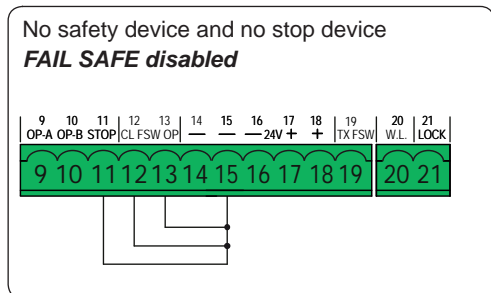 No safety device and no stop device
FAIL SAFE disabled
9 10 11 12 13 14 15 16 17 18 19 20 21
OP-A OP-B STOP CL FSW OP — — — 24V + + TX FSW W.L. LOCK
9 10 11 12 13 14 15 16 17 18 19 20 21